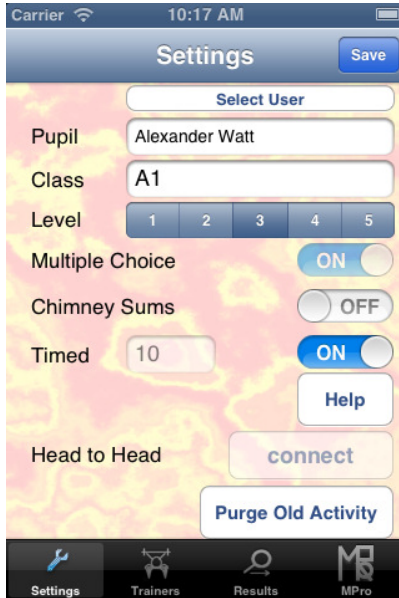 Carrier 10:17 AM
Settings Save
Select User
Pupil Alexander Watt
Class A1
Level 1 2 3 4 5
Multiple Choice ON
Chimney Sums OFF
Timed 10 ON
Help
Head to Head connect
Purge Old Activity
Settings Trainers Results MPro